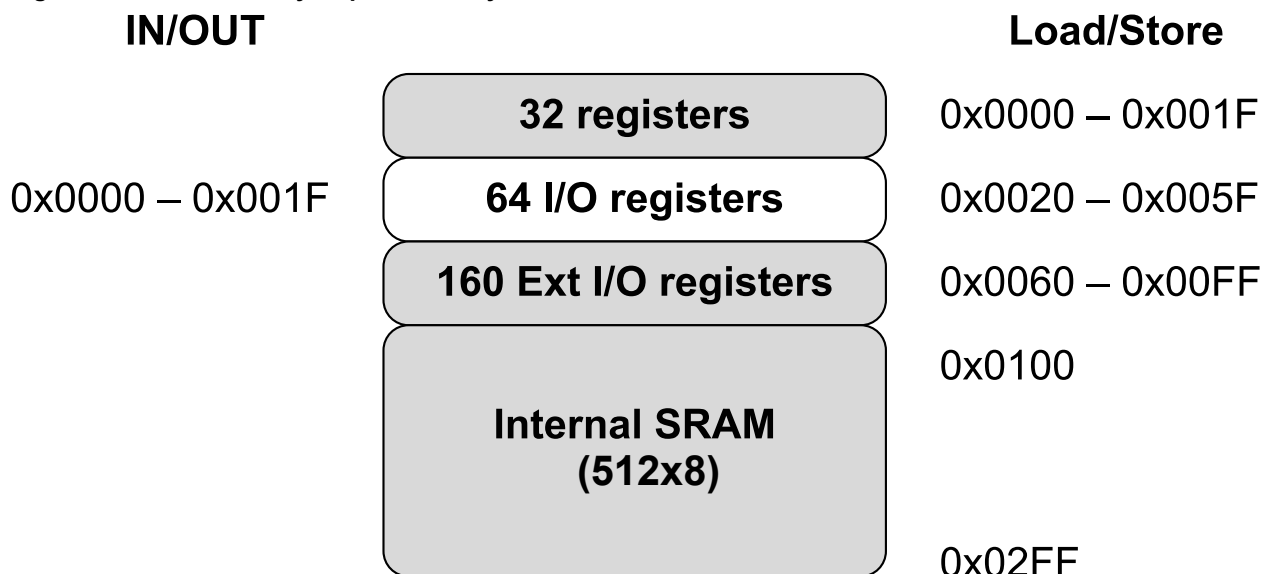 IN/OUT Load/Store
32 registers 0x0000 – 0x001F
0x0000 – 0x001F 64 I/O registers 0x0020 – 0x005F
160 Ext I/O registers 0x0060 – 0x00FF
0x0100
Internal SRAM
(512x8)
0x02FF